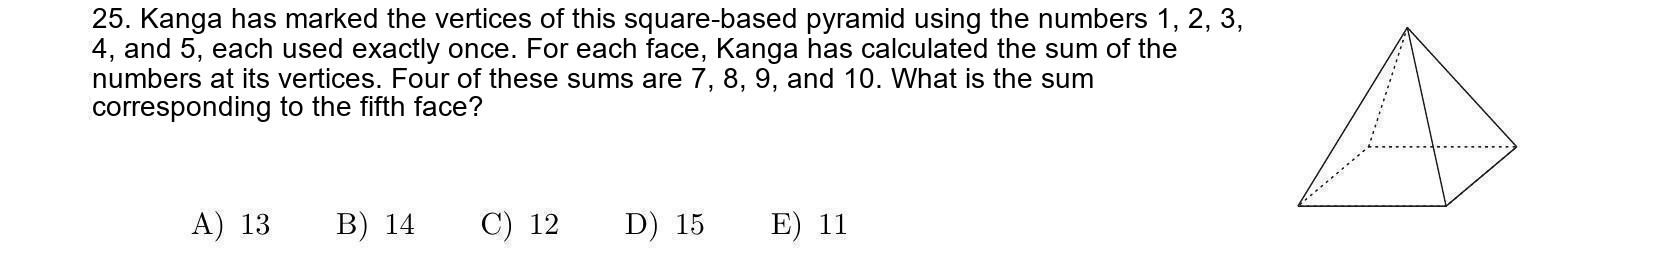 25. Kanga has marked the vertices of this square-based pyramid using the numbers 1, 2, 3,
4, and 5, each used exactly once. For each face, Kanga has calculated the sum of the
numbers at its vertices. Four of these sums are 7, 8, 9, and 10. What is the sum
corresponding to the fifth face?
A) 13 B) 14 C) 12 D) 15 E) 11